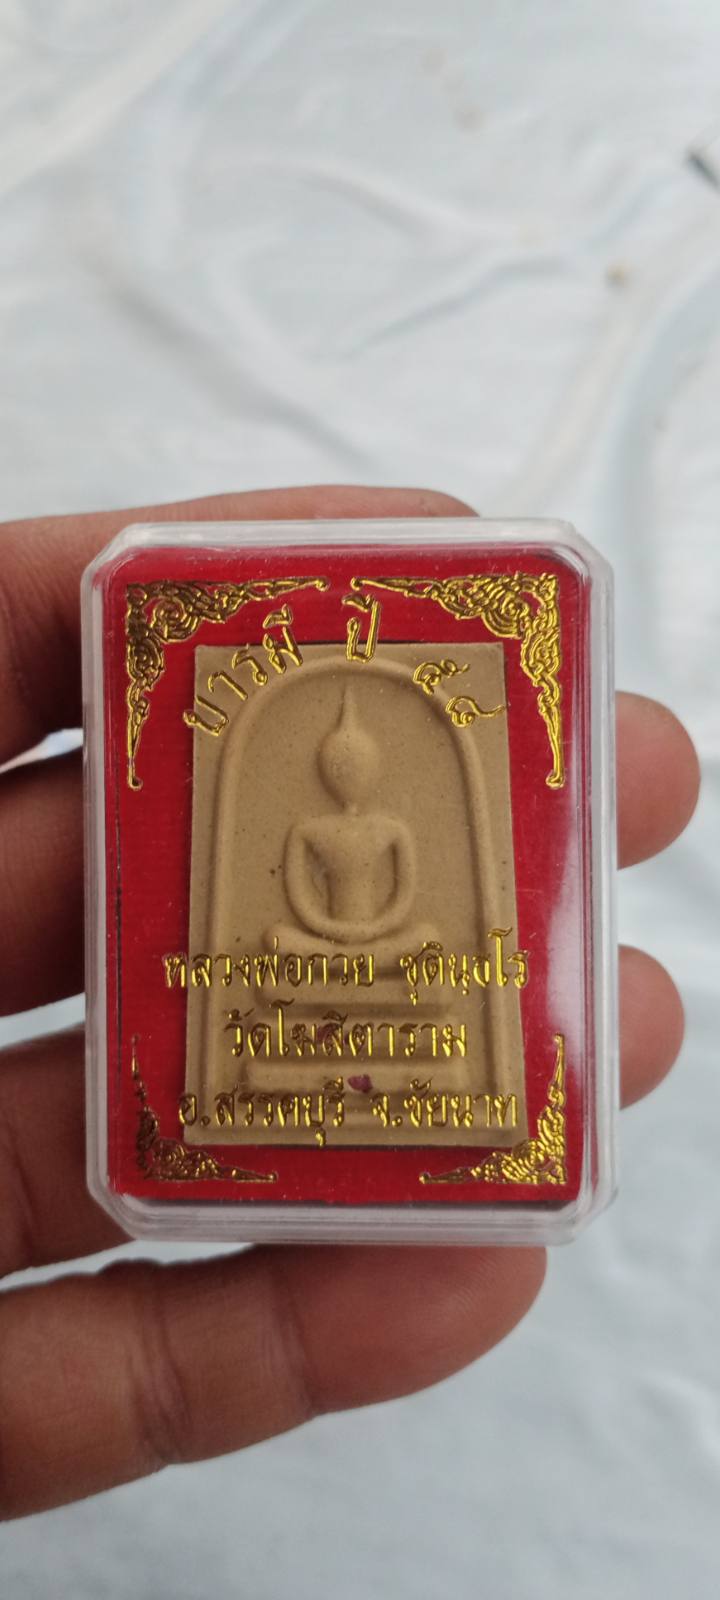 บารมี ปี ๕๘
หลวงพ่อกวย ชุตินฺธโร
วัดโฆสิตาราม
อ.สรรคบุรี จ.ชัยนาท